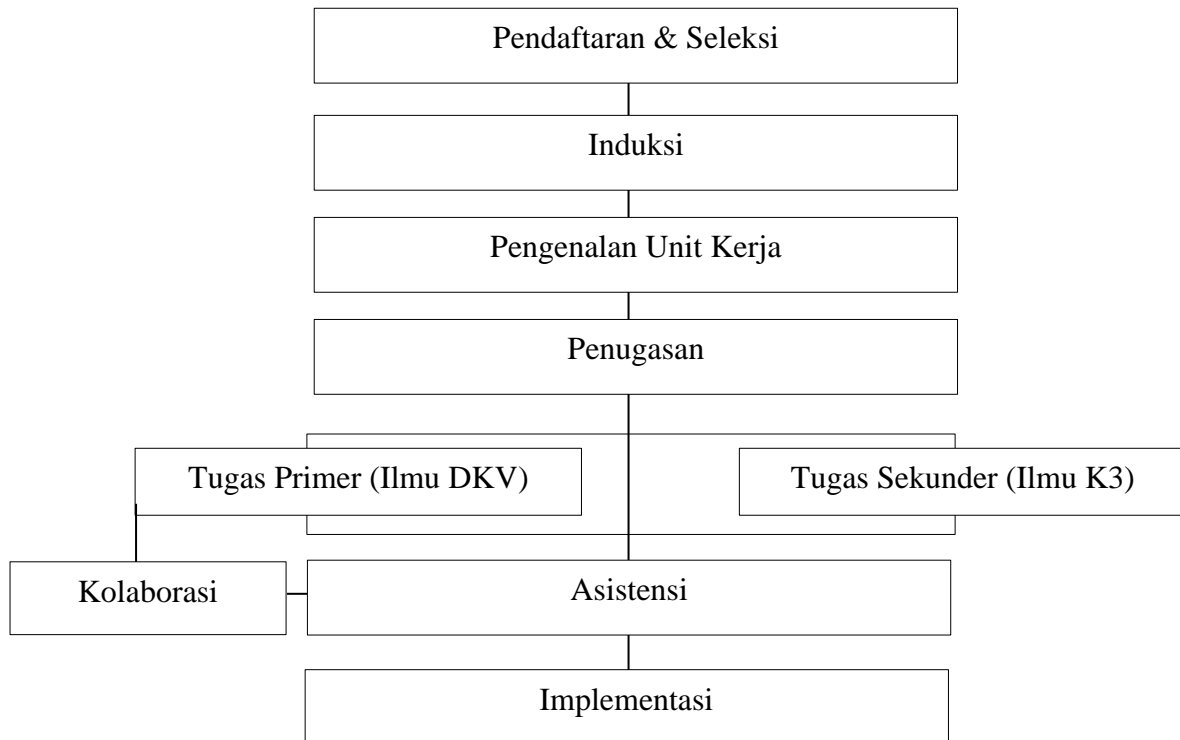 Pendaftaran & Seleksi
Induksi
Pengenalan Unit Kerja
Penugasan
Tugas Primer (Ilmu DKV)
Tugas Sekunder (Ilmu K3)
Kolaborasi
Asistensi
Implementasi